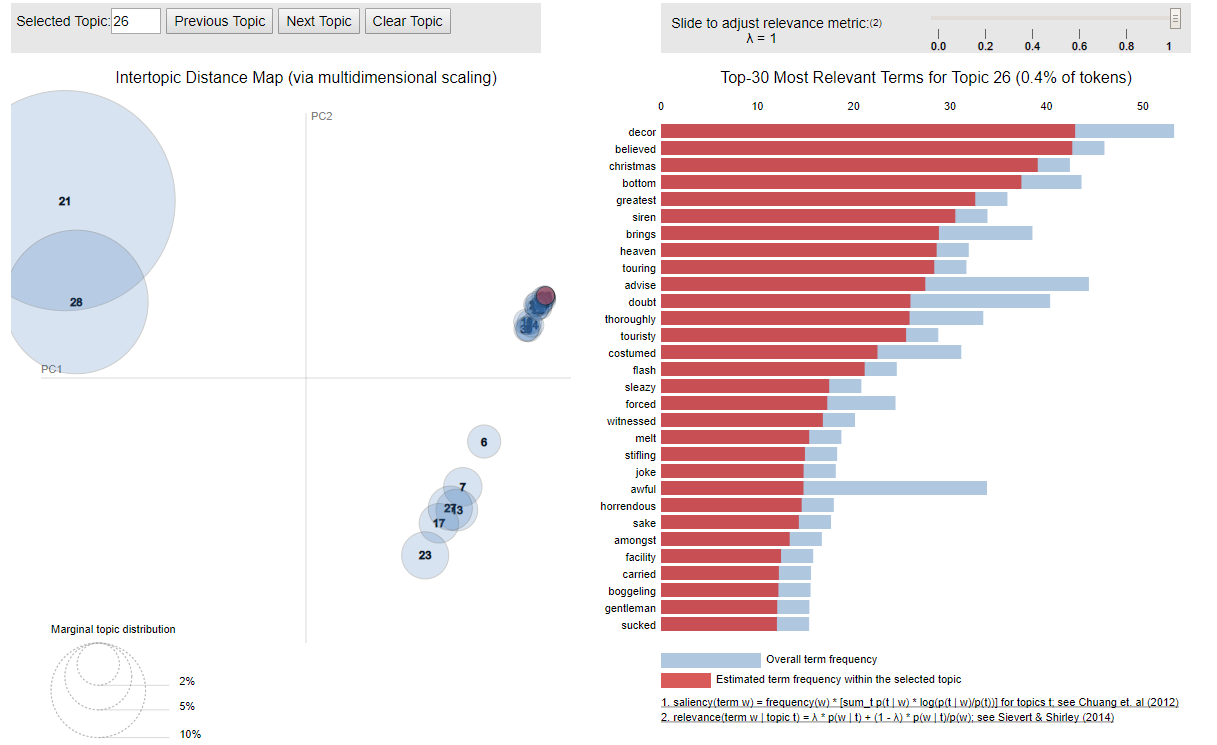 Selected Topic: 26 Previous Topic Next Topic Clear Topic
Slide to adjust relevance metric:(2)
λ = 1
0.0 0.2 0.4 0.6 0.8 1
Intertopic Distance Map (via multidimensional scaling)
PC2
21
28
PC1
6
7
27
13
17
23
Marginal topic distribution
2%
5%
10%
Top-30 Most Relevant Terms for Topic 26 (0.4% of tokens)
0 10 20 30 40 50
decor
believed
christmas
bottom
greatest
siren
brings
heaven
touring
advise
doubt
thoroughly
touristy
costumed
flash
sleazy
forced
witnessed
melt
stifling
joke
awful
horrendous
sake
amongst
facility
carried
boggeling
gentleman
sucked
Overall term frequency
Estimated term frequency within the selected topic
1. saliency(term w) = frequency(w) * [sum_t p(t | w) * log(p(t | w)/p(t))] for topics t; see Chuang et. al (2012)
2. relevance(term w | topic t) = λ * p(w | t) + (1 - λ) * p(w | t)/p(w); see Sievert & Shirley (2014)